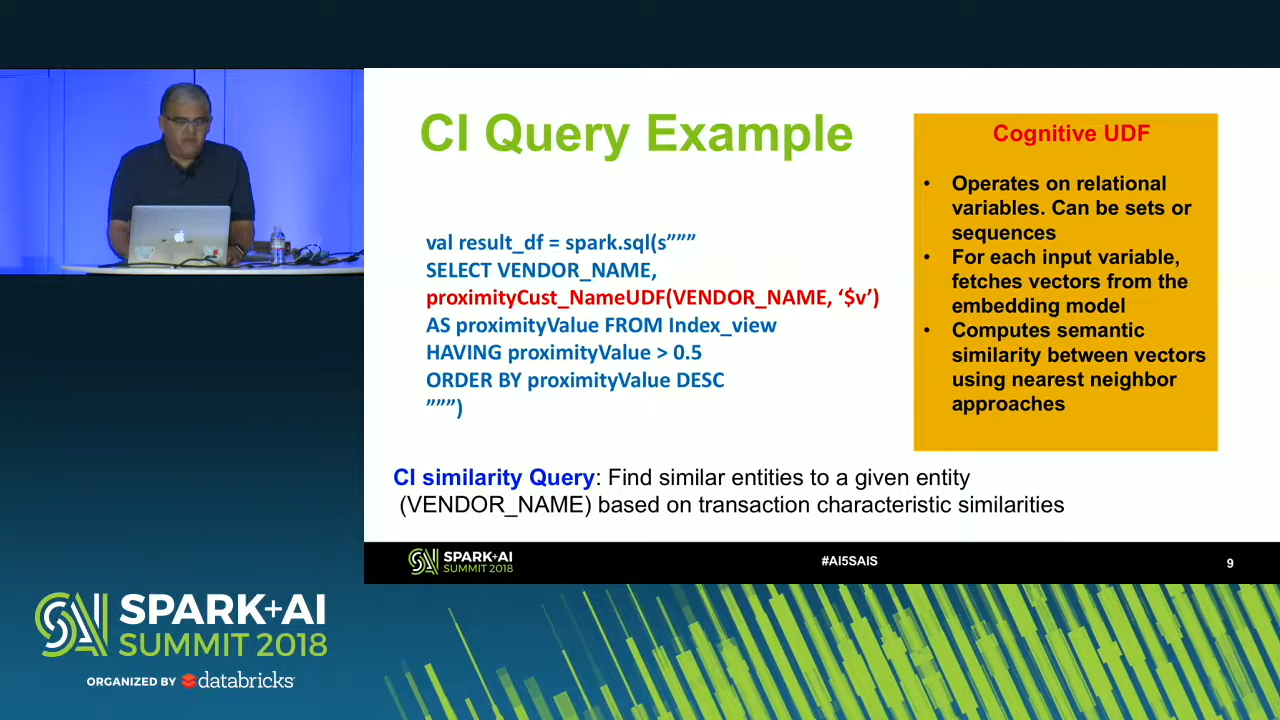 CI Query Example
val result_df = spark.sql(s”””
SELECT VENDOR_NAME,
proximityCust_NameUDF(VENDOR_NAME, ‘$v’)
AS proximityValue FROM Index_view
HAVING proximityValue > 0.5
ORDER BY proximityValue DESC
”””)
Cognitive UDF
• Operates on relational
variables. Can be sets or
sequences
• For each input variable,
fetches vectors from the
embedding model
• Computes semantic
similarity between vectors
using nearest neighbor
approaches
CI similarity Query: Find similar entities to a given entity
(VENDOR_NAME) based on transaction characteristic similarities
SPARK+AI
SUMMIT 2018
#AI5SAIS
9
SPARK+AI
SUMMIT 2018
ORGANIZED BY databricks